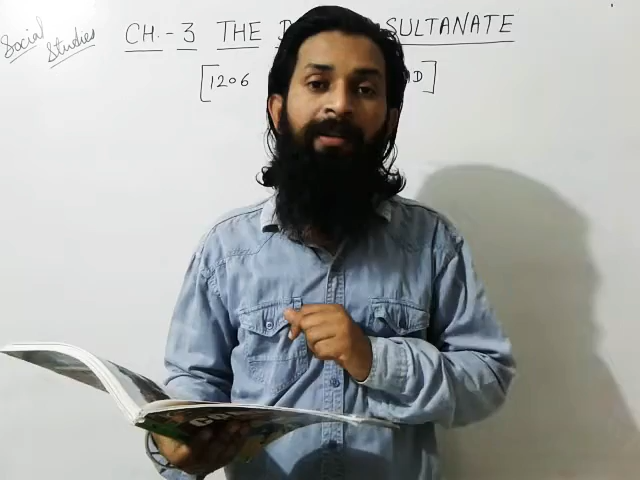 Social Studies
CH.- 3 THE SULTANATE
[1206 D]